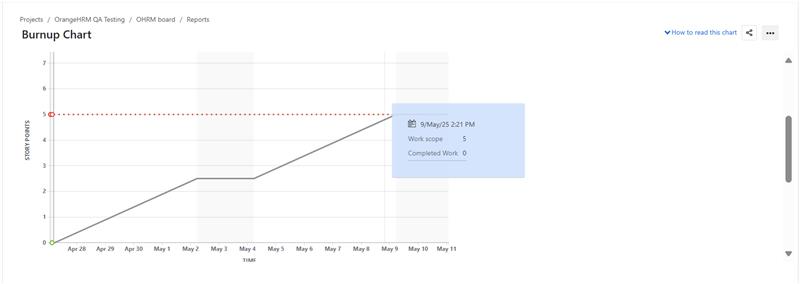 Projects / OrangeHRM QA Testing / OHRM board / Reports
Burnup Chart
How to read this chart
7
6
5
4
3
2
1
0
STORY POINTS
9/May/25 2:21 PM
Work scope 5
Completed Work 0
Apr 28 Apr 29 Apr 30 May 1 May 2 May 3 May 4 May 5 May 6 May 7 May 8 May 9 May 10 May 11
TIME